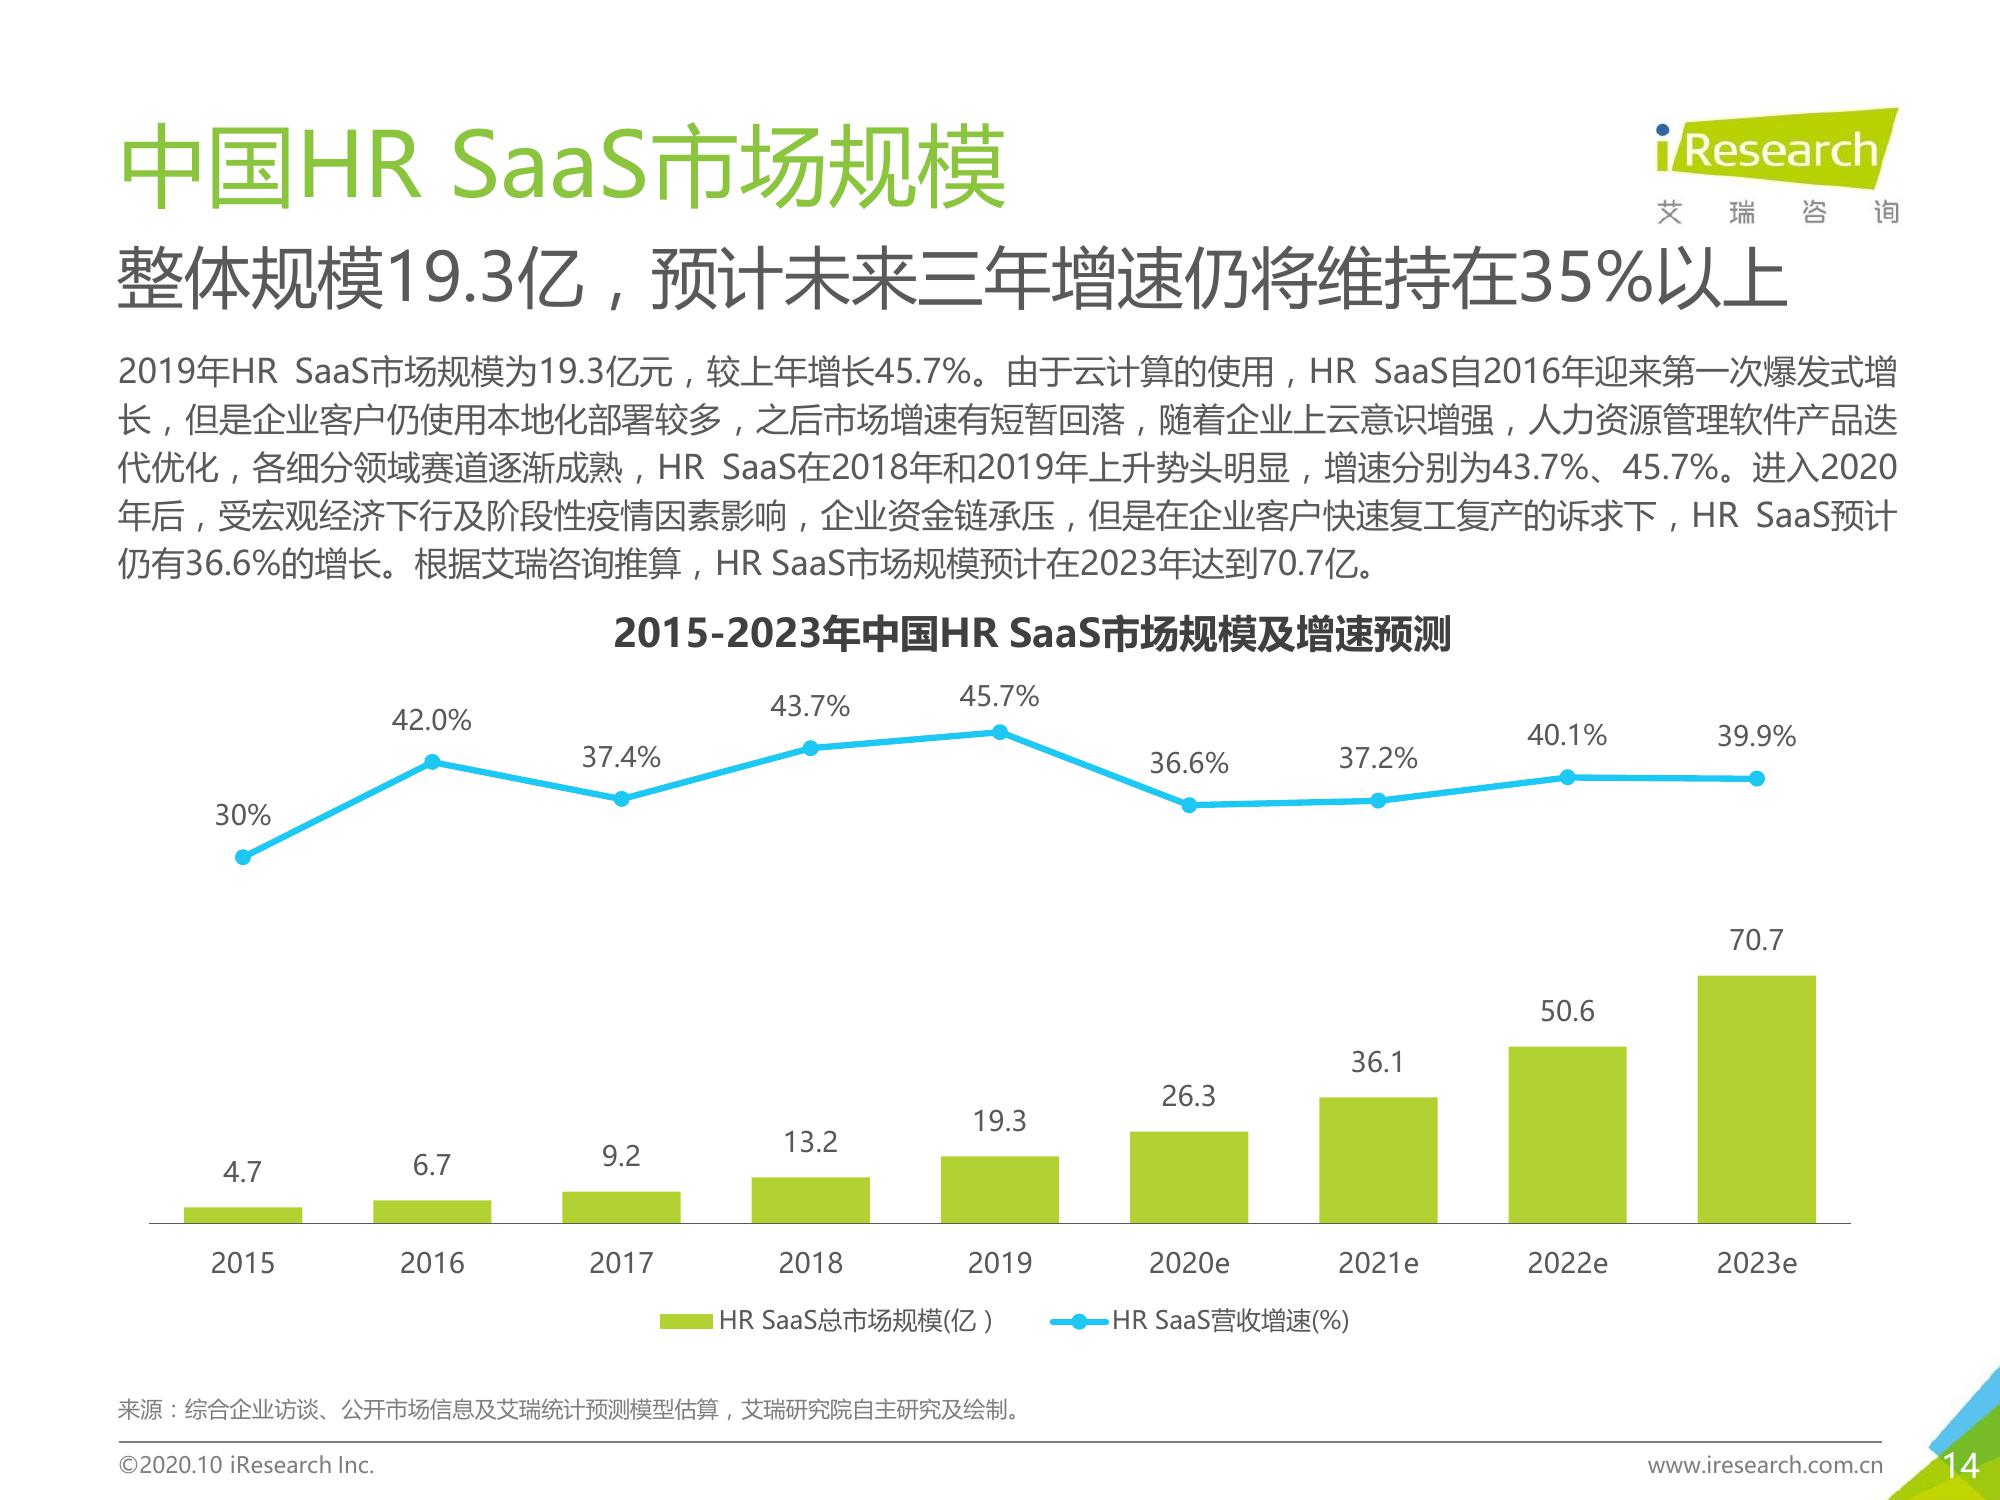 中国HR SaaS市场规模
iResearch
艾 瑞 咨 询
整体规模19.3亿，预计未来三年增速仍将维持在35%以上
2019年HR SaaS市场规模为19.3亿元，较上年增长45.7%。由于云计算的使用，HR SaaS自2016年迎来第一次爆发式增
长，但是企业客户仍使用本地化部署较多，之后市场增速有短暂回落，随着企业上云意识增强，人力资源管理软件产品迭
代优化，各细分领域赛道逐渐成熟，HR SaaS在2018年和2019年上升势头明显，增速分别为43.7%、45.7%。进入2020
年后，受宏观经济下行及阶段性疫情因素影响，企业资金链承压，但是在企业客户快速复工复产的诉求下，HR SaaS预计
仍有36.6%的增长。根据艾瑞咨询推算，HR SaaS市场规模预计在2023年达到70.7亿。
2015-2023年中国HR SaaS市场规模及增速预测
30% 42.0% 37.4% 43.7% 45.7% 36.6% 37.2% 40.1% 39.9%
4.7 6.7 9.2 13.2 19.3 26.3 36.1 50.6 70.7
2015 2016 2017 2018 2019 2020e 2021e 2022e 2023e
HR SaaS总市场规模(亿） HR SaaS营收增速(%)
来源：综合企业访谈、公开市场信息及艾瑞统计预测模型估算，艾瑞研究院自主研究及绘制。
©2020.10 iResearch Inc. www.iresearch.com.cn 14